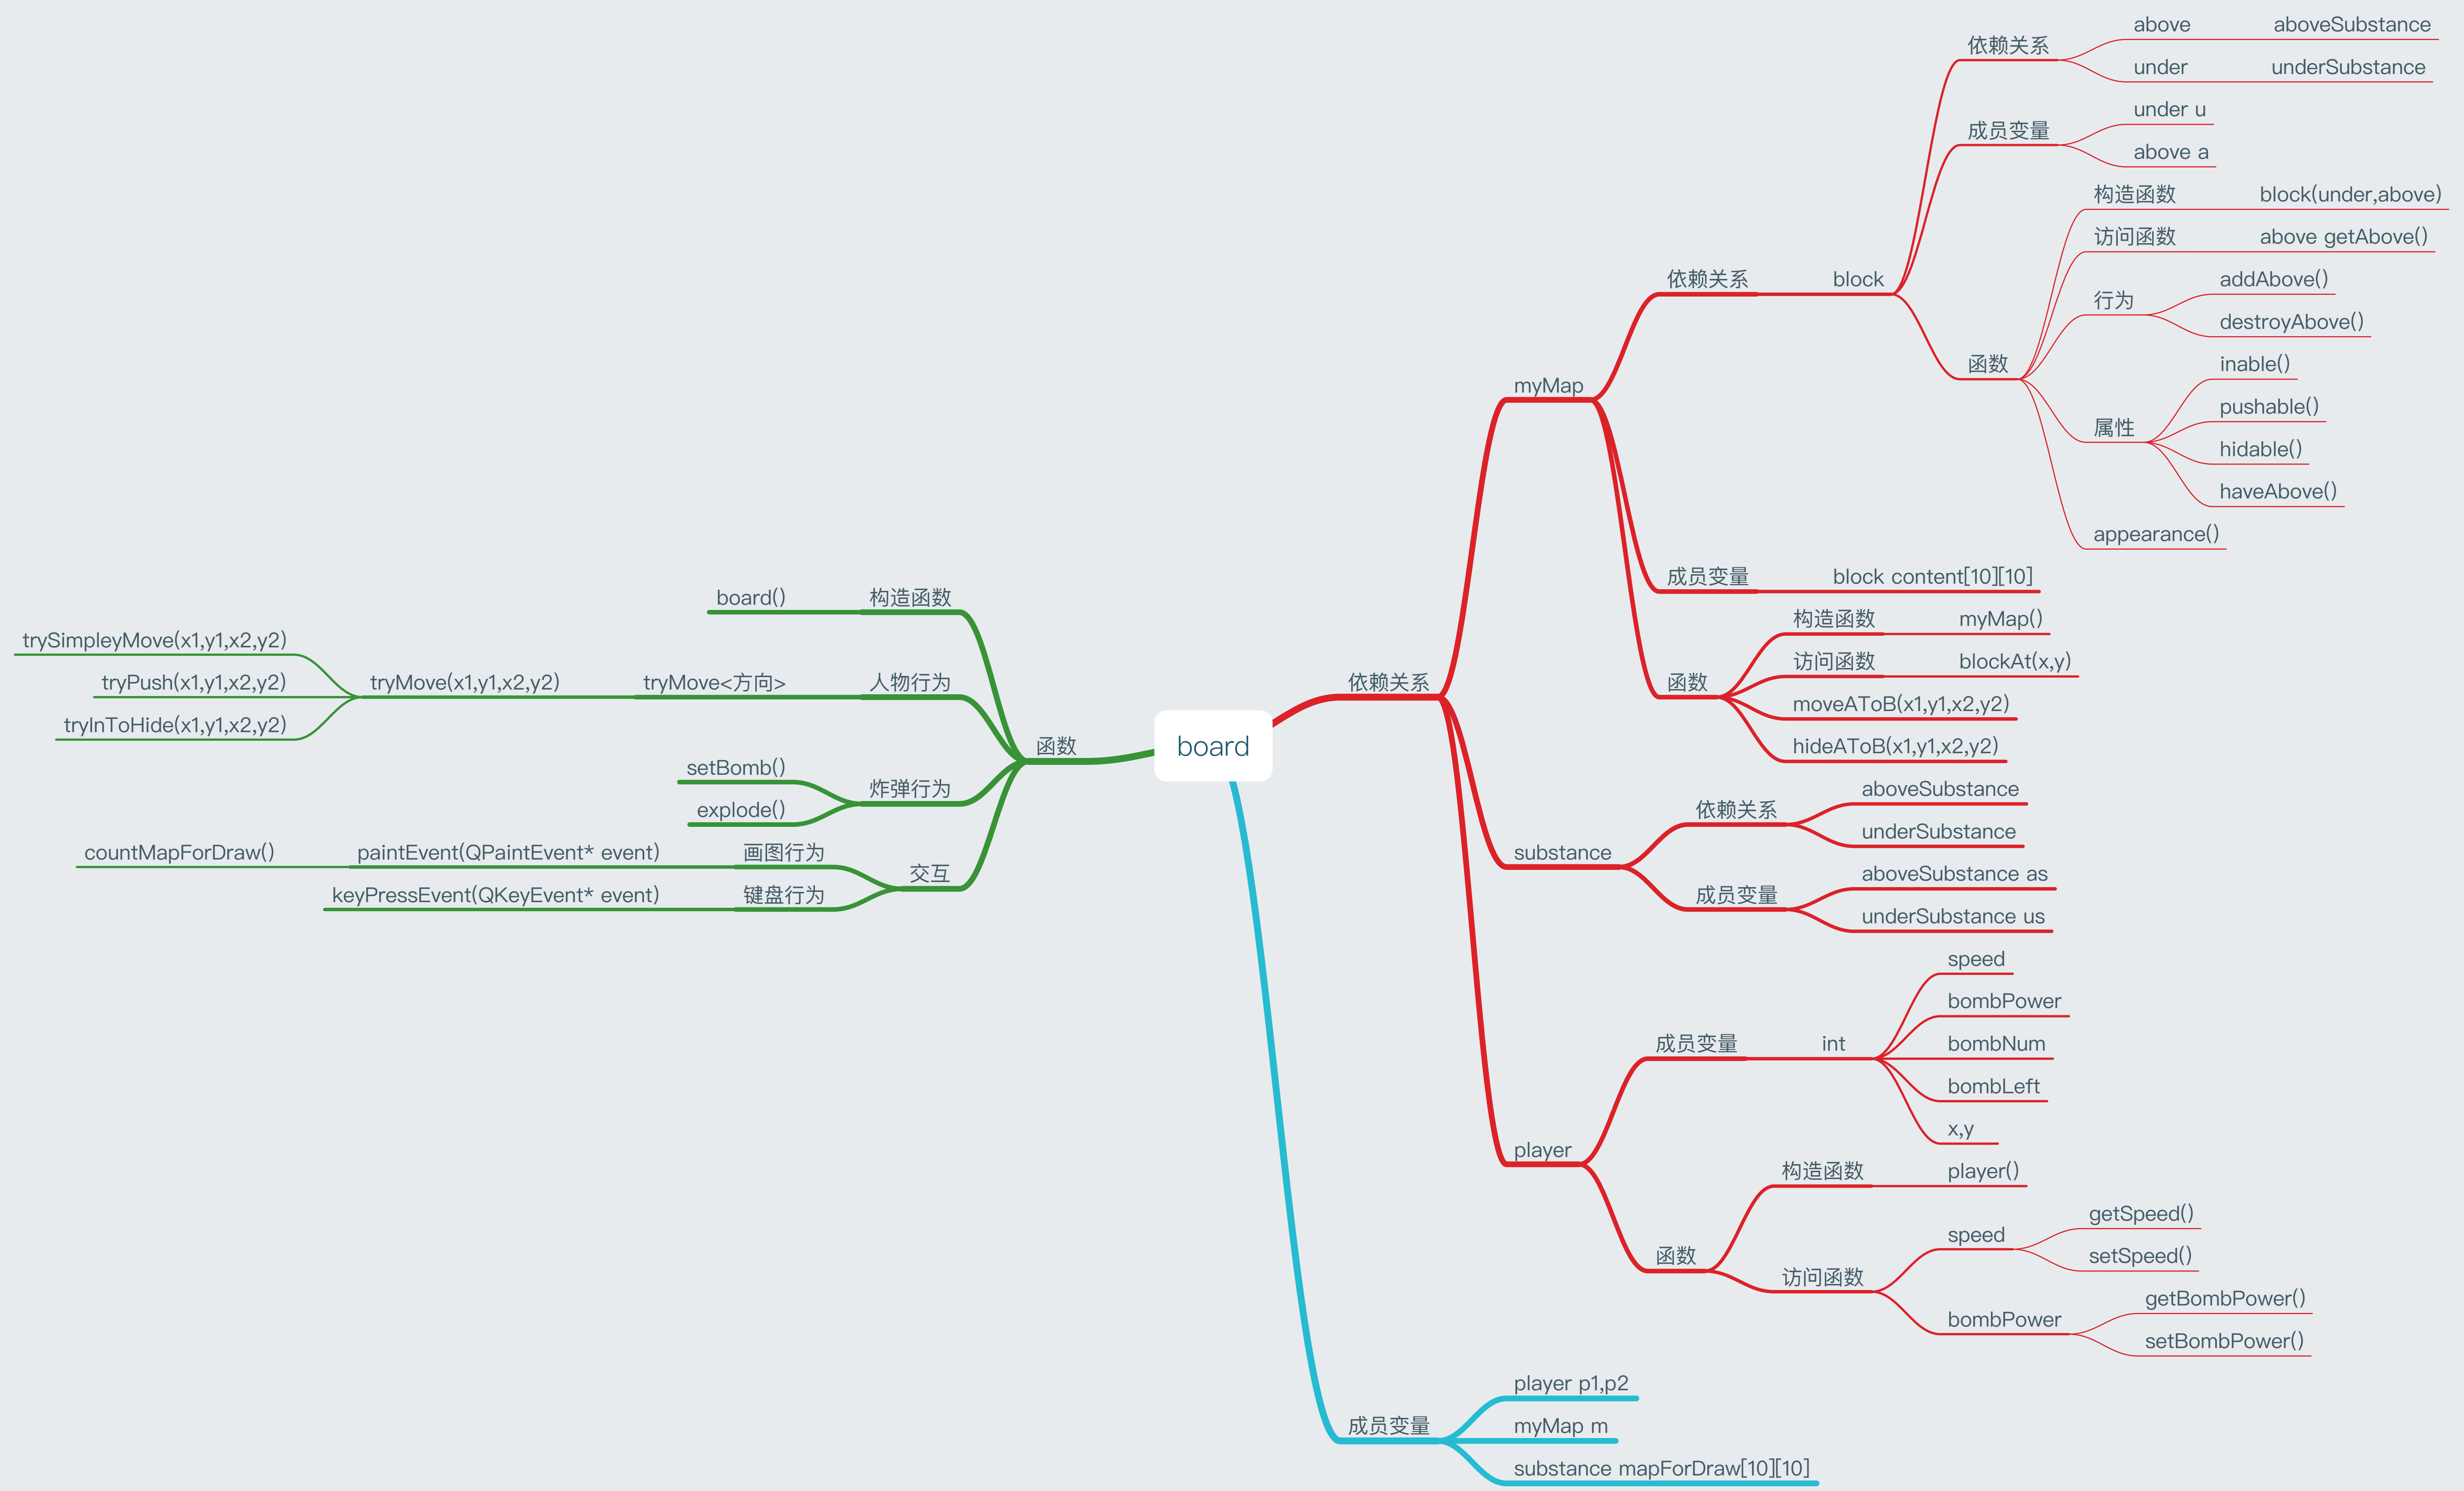 board
依赖关系
myMap
依赖关系
block
依赖关系
above
aboveSubstance
under
underSubstance
成员变量
under u
above a
函数
构造函数
block(under,above)
访问函数
above getAbove()
行为
addAbove()
destroyAbove()
属性
inable()
pushable()
hidable()
haveAbove()
appearance()
成员变量
block content[10][10]
函数
构造函数
myMap()
访问函数
blockAt(x,y)
moveAToB(x1,y1,x2,y2)
hideAToB(x1,y1,x2,y2)
substance
依赖关系
aboveSubstance
underSubstance
成员变量
aboveSubstance as
underSubstance us
player
成员变量
int
speed
bombPower
bombNum
bombLeft
x,y
函数
构造函数
player()
访问函数
speed
getSpeed()
setSpeed()
bombPower
getBombPower()
setBombPower()
成员变量
player p1,p2
myMap m
substance mapForDraw[10][10]
函数
构造函数
board()
人物行为
tryMove<方向>
tryMove(x1,y1,x2,y2)
trySimpleyMove(x1,y1,x2,y2)
tryPush(x1,y1,x2,y2)
tryInToHide(x1,y1,x2,y2)
炸弹行为
setBomb()
explode()
交互
画图行为
paintEvent(QPaintEvent* event)
countMapForDraw()
键盘行为
keyPressEvent(QKeyEvent* event)